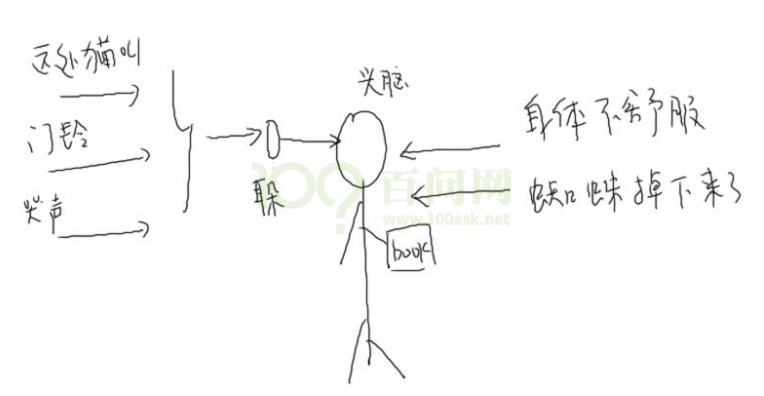 远处猫叫
门铃
哭声
耳朵
头脑
book
身体不舒服
蜘蛛掉下来了
100?
百问网
www.100ask.net